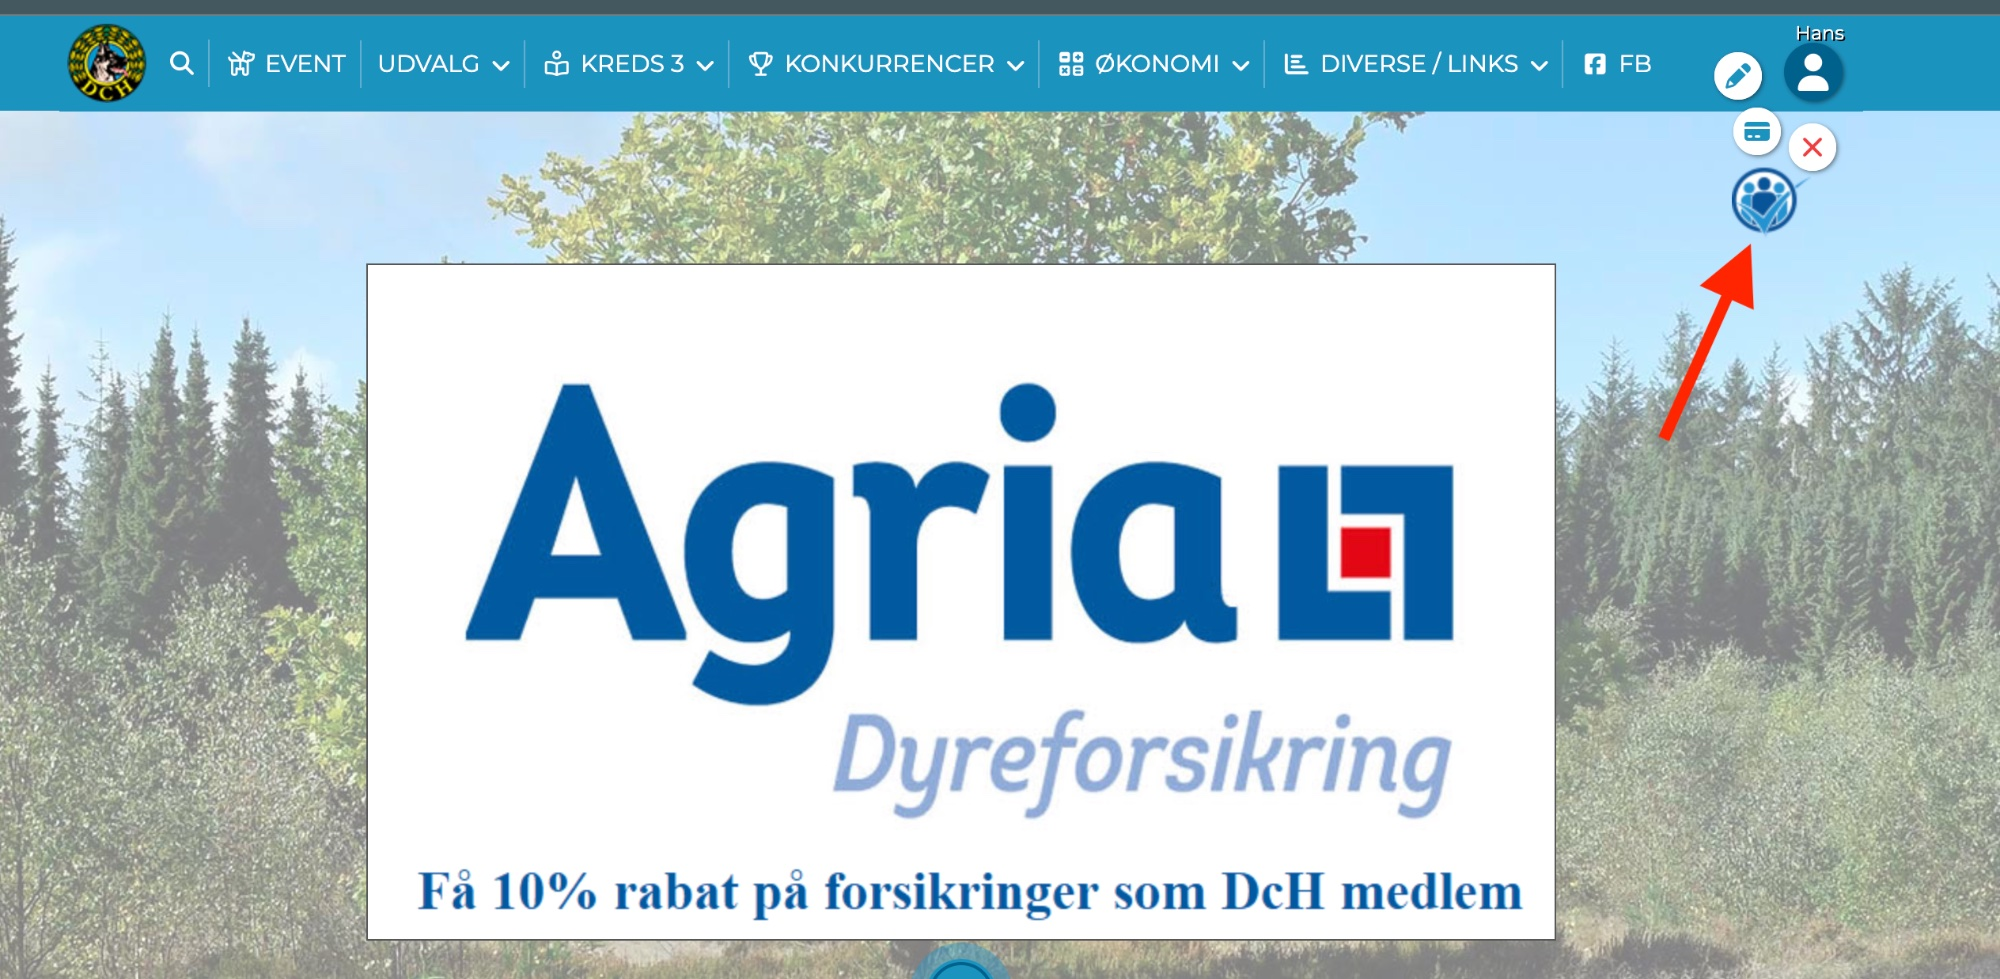 Hans
DCH
EVENT
UDVALG
KREDS 3
KONKURRENCER
ØKONOMI
DIVERSE / LINKS
FB
Agria
Dyreforsikring
Få 10% rabat på forsikringer som DcH medlem